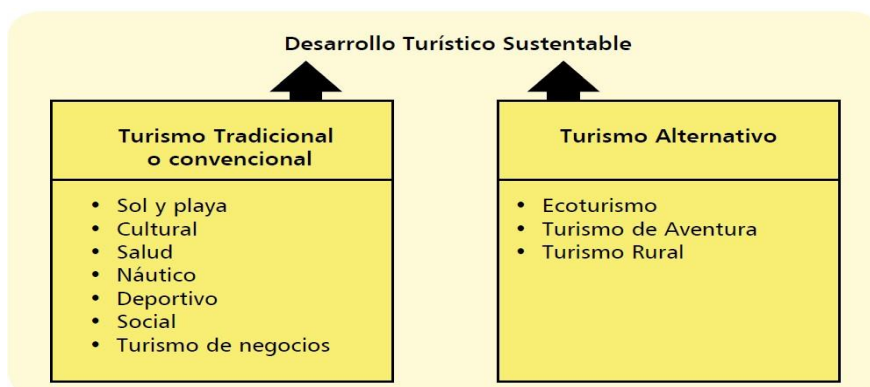 Desarrollo Turístico Sustentable
Turismo Tradicional
o convencional
• Sol y playa
• Cultural
• Salud
• Náutico
• Deportivo
• Social
• Turismo de negocios
Turismo Alternativo
• Ecoturismo
• Turismo de Aventura
• Turismo Rural